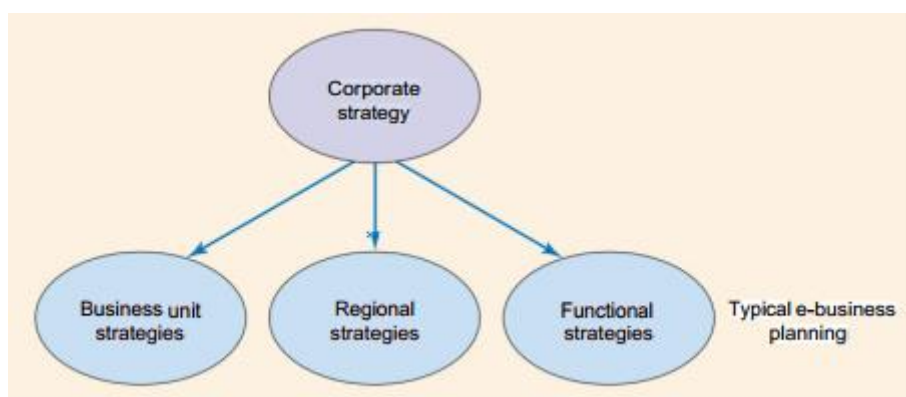 Corporate
strategy
Business unit
strategies
Regional
strategies
Functional
strategies
Typical e-business
planning